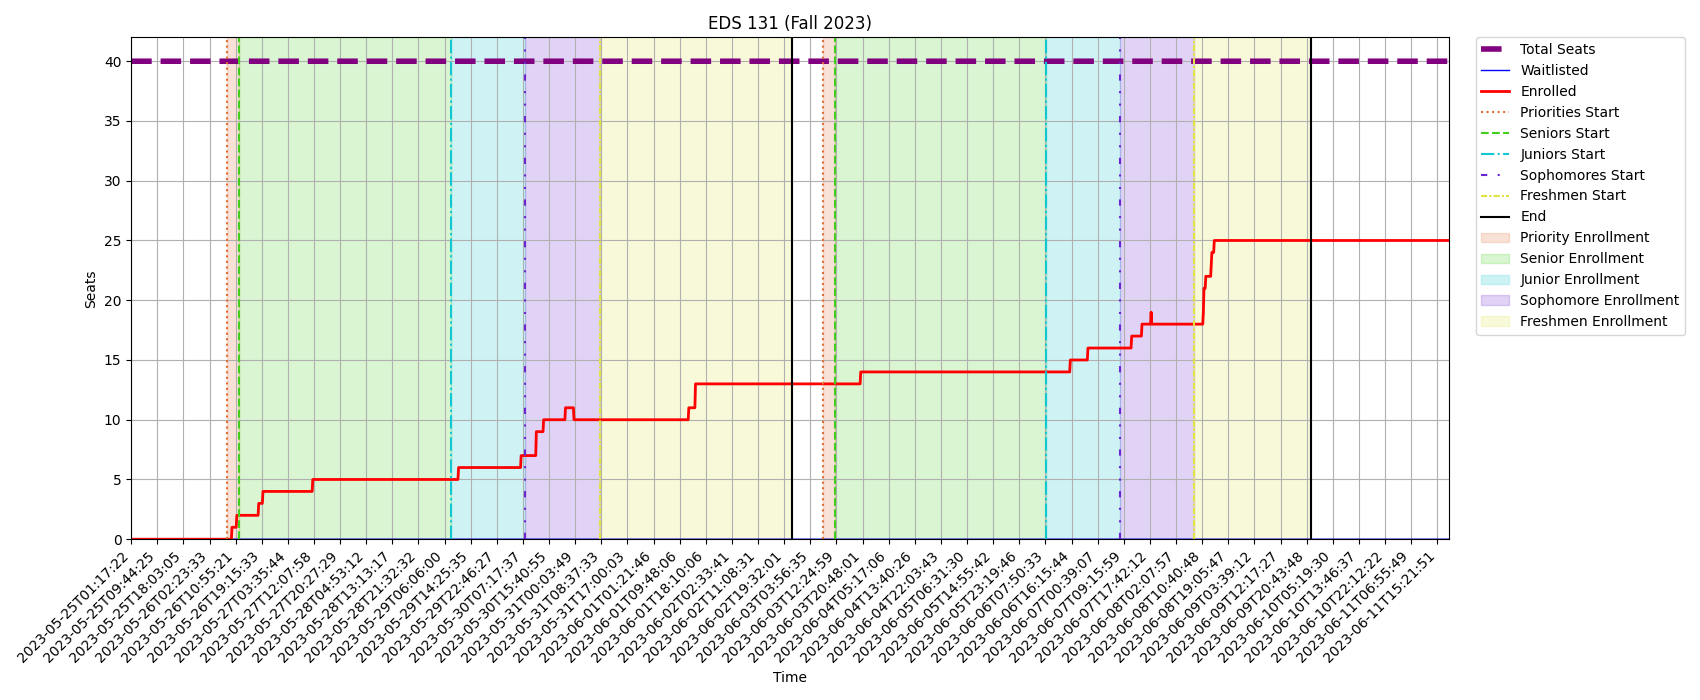 EDS 131 (Fall 2023)
Total Seats
Waitlisted
Enrolled
Priorities Start
Seniors Start
Juniors Start
Sophomores Start
Freshmen Start
End
Priority Enrollment
Senior Enrollment
Junior Enrollment
Sophomore Enrollment
Freshmen Enrollment
Seats
40
35
30
25
20
15
10
5
0
2023-05-25T01:17:22
2023-05-25T09:44:25
2023-05-25T18:03:05
2023-05-26T02:23:33
2023-05-26T10:55:21
2023-05-26T19:15:33
2023-05-27T03:35:44
2023-05-27T12:07:58
2023-05-27T20:27:29
2023-05-28T04:53:12
2023-05-28T13:13:17
2023-05-28T21:32:32
2023-05-29T06:06:00
2023-05-29T14:25:35
2023-05-29T22:46:27
2023-05-30T07:17:37
2023-05-30T15:40:55
2023-05-31T00:03:49
2023-05-31T08:37:33
2023-05-31T17:00:03
2023-06-01T01:21:46
2023-06-01T09:48:06
2023-06-01T18:10:06
2023-06-02T02:33:41
2023-06-02T11:08:31
2023-06-02T19:32:01
2023-06-03T03:56:35
2023-06-03T12:24:59
2023-06-03T20:48:01
2023-06-04T05:17:06
2023-06-04T13:40:26
2023-06-04T22:03:43
2023-06-05T06:31:30
2023-06-05T14:55:42
2023-06-05T23:19:46
2023-06-06T07:50:33
2023-06-06T16:15:44
2023-06-07T00:39:07
2023-06-07T09:15:59
2023-06-07T17:42:12
2023-06-08T02:07:57
2023-06-08T10:40:48
2023-06-08T19:05:47
2023-06-09T03:39:12
2023-06-09T12:17:27
2023-06-09T20:43:48
2023-06-10T05:19:30
2023-06-10T13:46:37
2023-06-10T22:12:22
2023-06-11T06:55:49
2023-06-11T15:21:51
Time